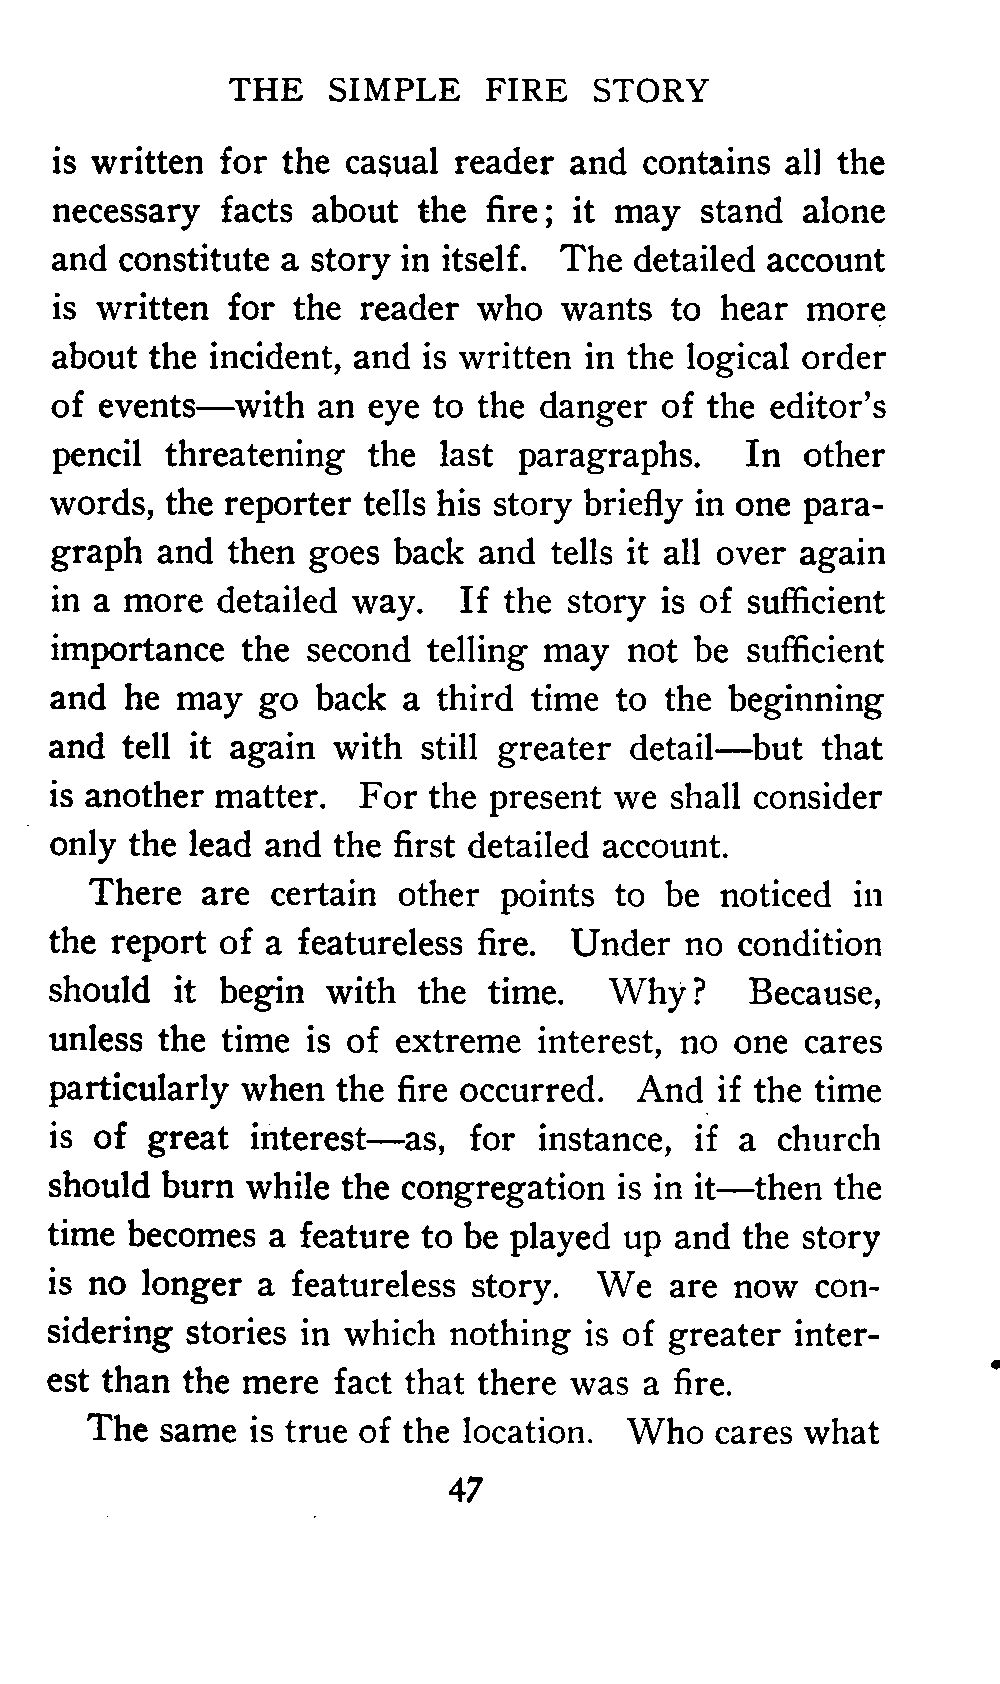 THE SIMPLE FIRE STORY
is written for the casual reader and contains all the
necessary facts about the fire; it may stand alone
and constitute a story in itself. The detailed account
is written for the reader who wants to hear more
about the incident, and is written in the logical order
of events—with an eye to the danger of the editor's
pencil threatening the last paragraphs. In other
words, the reporter tells his story briefly in one para-
graph and then goes back and tells it all over again
in a more detailed way. If the story is of sufficient
importance the second telling may not be sufficient
and he may go back a third time to the beginning
and tell it again with still greater detail—but that
is another matter. For the present we shall consider
only the lead and the first detailed account.
There are certain other points to be noticed in
the report of a featureless fire. Under no condition
should it begin with the time. Why? Because,
unless the time is of extreme interest, no one cares
particularly when the fire occurred. And if the time
is of great interest—as, for instance, if a church
should burn while the congregation is in it—then the
time becomes a feature to be played up and the story
is no longer a featureless story. We are now con-
sidering stories in which nothing is of greater inter-
est than the mere fact that there was a fire.
The same is true of the location. Who cares what
47